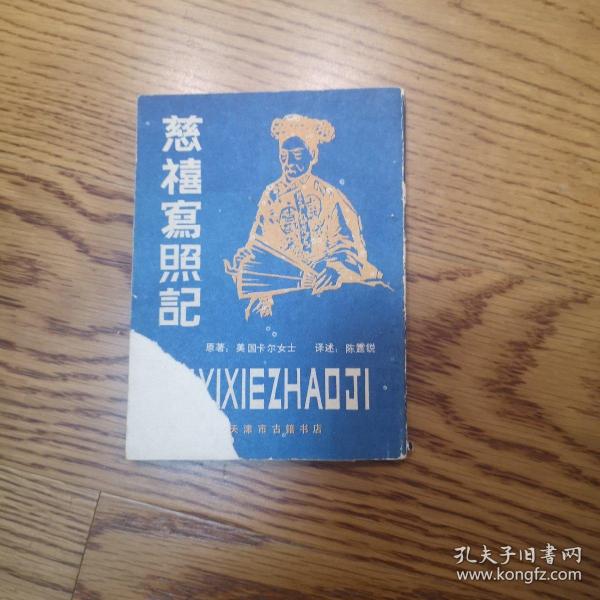 慈禧寫照記
原著：美国卡尔女士 译述：陈霆锐
XIXIEZHAOJI
天津市古籍书店
孔夫子旧书网
www.kongfz.com